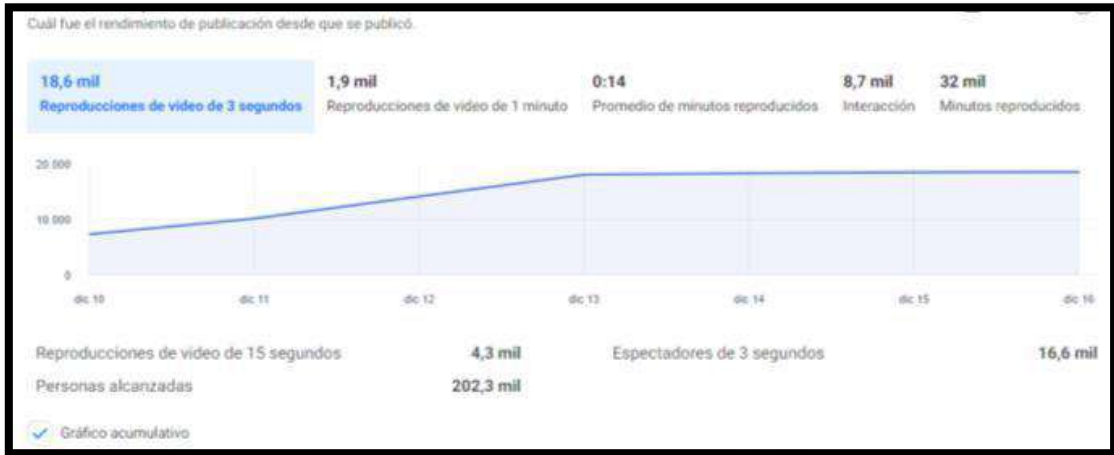 Cuál fue el rendimiento de publicación desde que se publicó.
18,6 mil 1,9 mil 0:14 8,7 mil 32 mil
Reproducciones de video de 3 segundos Reproducciones de video de 1 minuto Promedio de minutos reproducidos Interacción Minutos reproducidos
20 000
10 000
0
dic 10 dic 11 dic 12 dic 13 dic 14 dic 15 dic 16
Reproducciones de video de 15 segundos 4,3 mil Espectadores de 3 segundos 16,6 mil
Personas alcanzadas 202,3 mil
Gráfico acumulativo